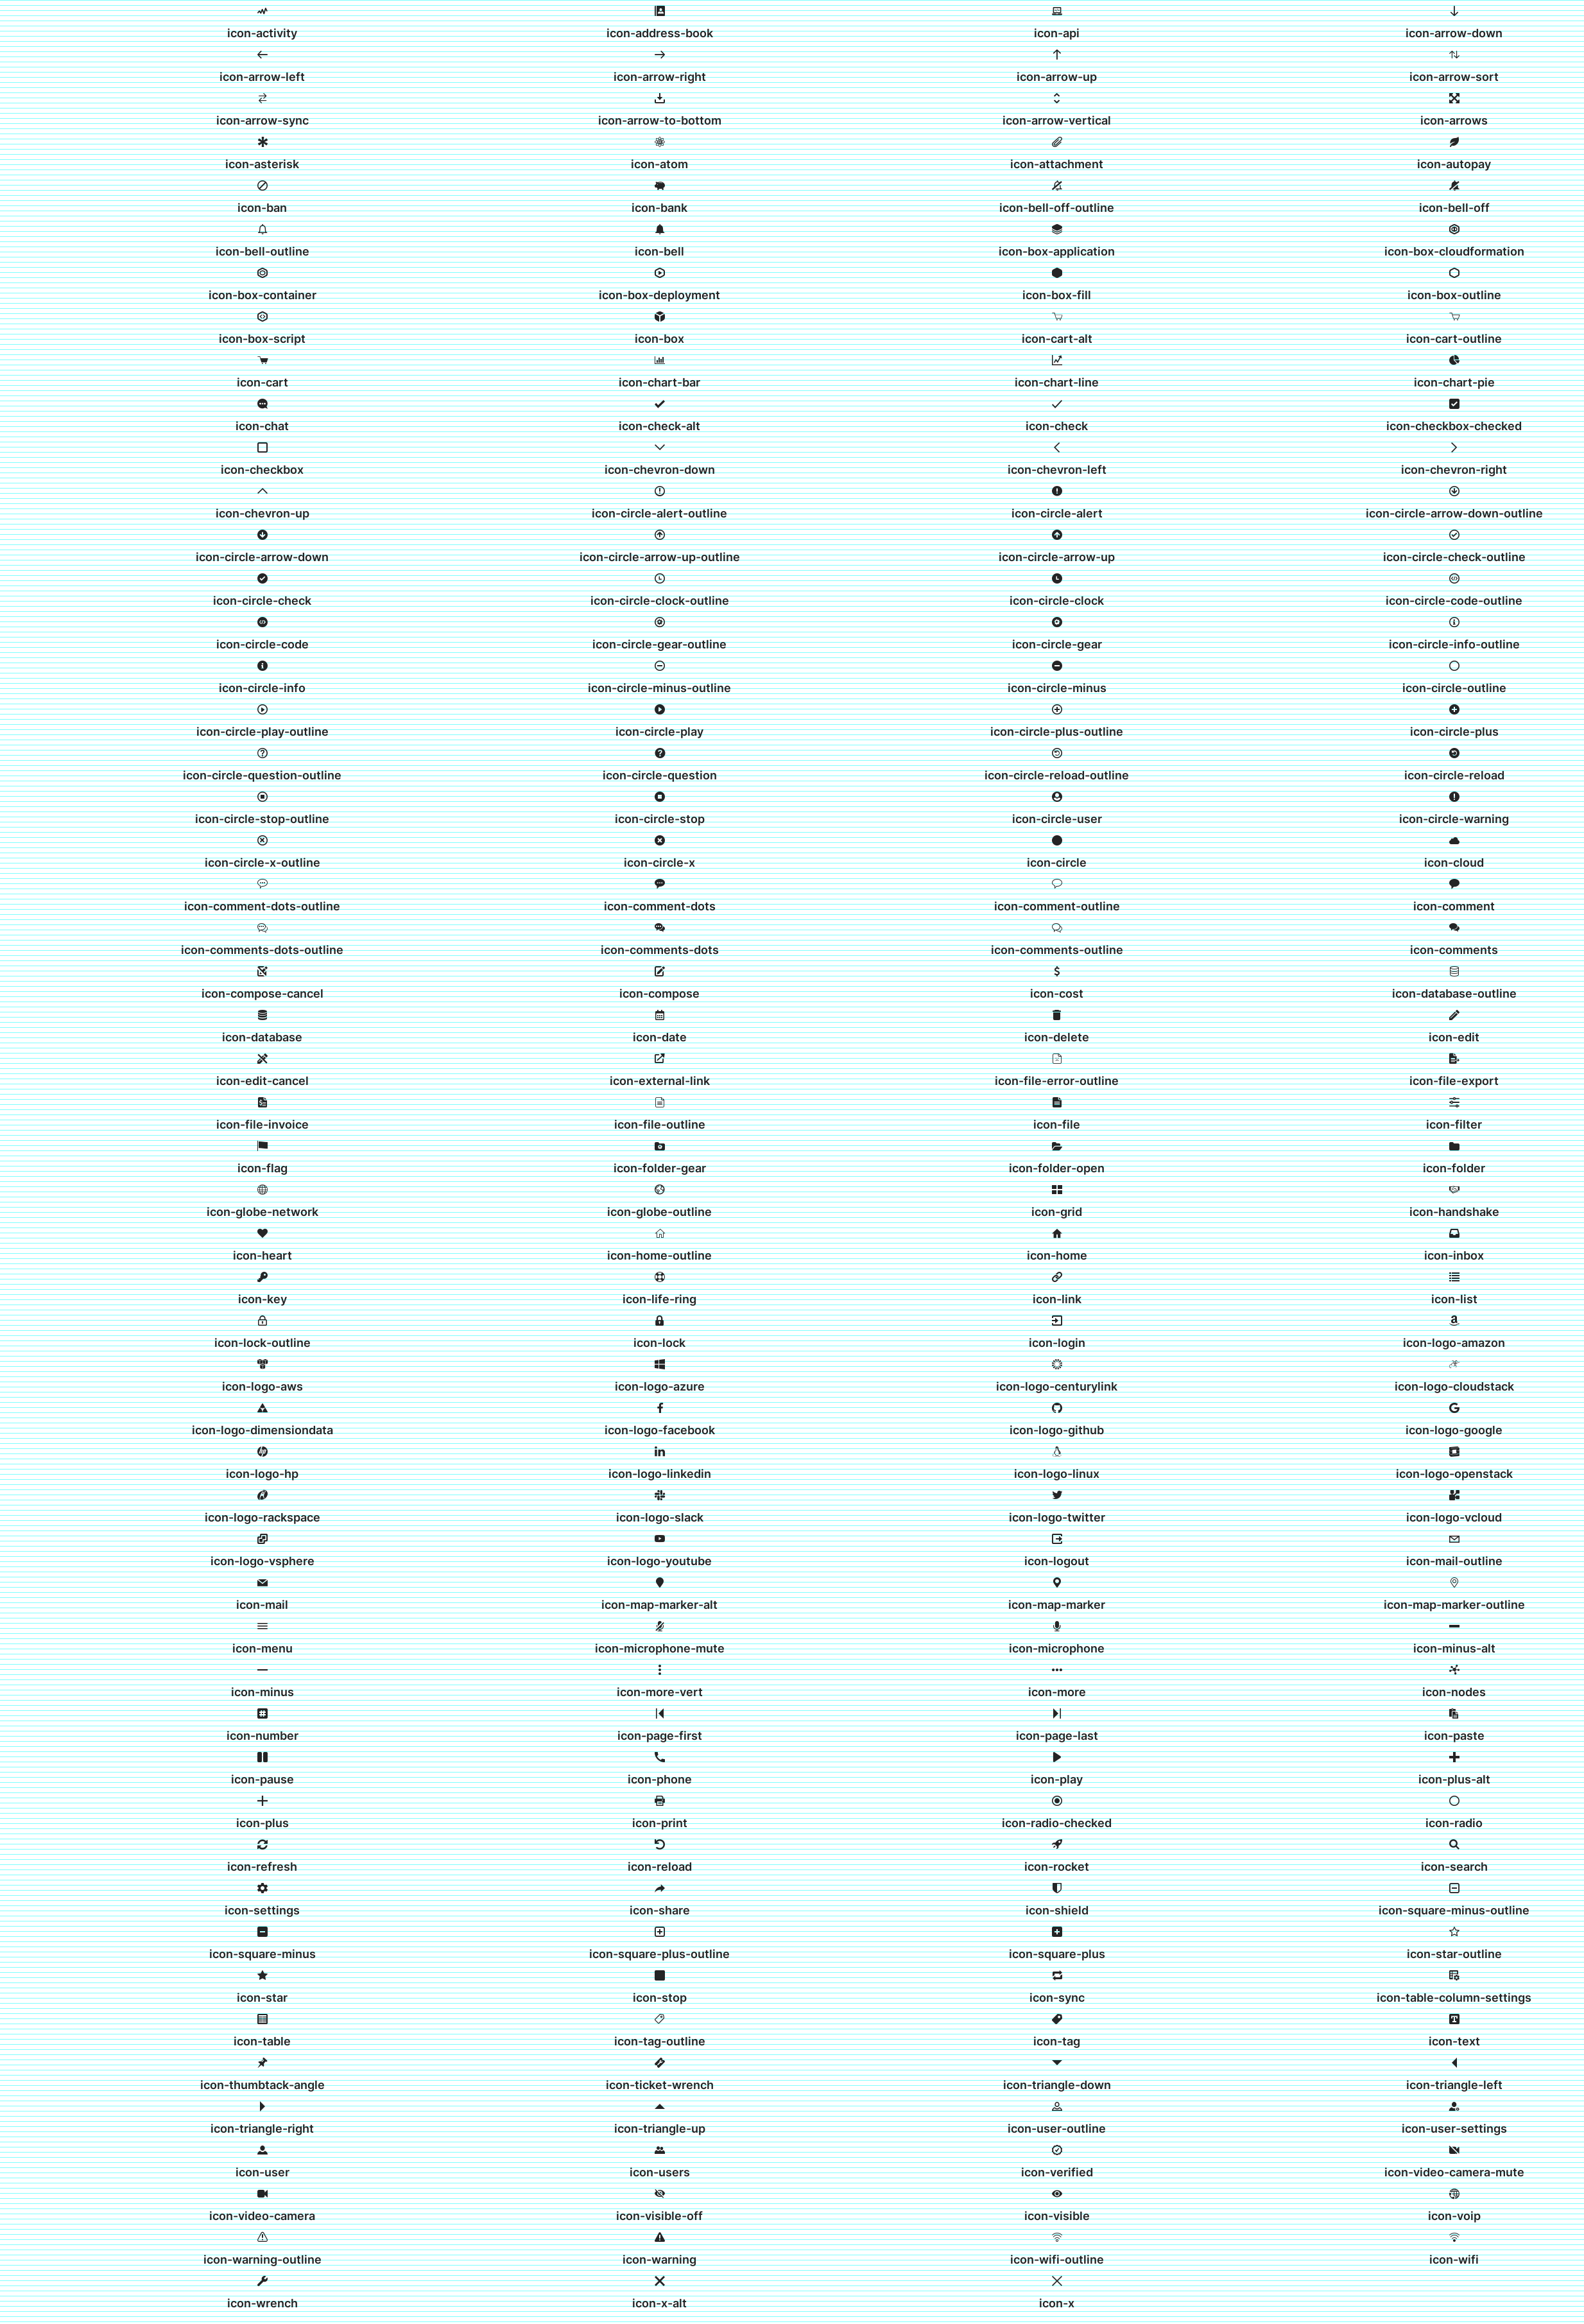 icon-activity icon-address-book icon-api icon-arrow-down
icon-arrow-left icon-arrow-right icon-arrow-up icon-arrow-sort
icon-arrow-sync icon-arrow-to-bottom icon-arrow-vertical icon-arrows
icon-asterisk icon-atom icon-attachment icon-autopay
icon-ban icon-bank icon-bell-off-outline icon-bell-off
icon-bell-outline icon-bell icon-box-application icon-box-cloudformation
icon-box-container icon-box-deployment icon-box-fill icon-box-outline
icon-box-script icon-box icon-cart-alt icon-cart-outline
icon-cart icon-chart-bar icon-chart-line icon-chart-pie
icon-chat icon-check-alt icon-check icon-checkbox-checked
icon-checkbox icon-chevron-down icon-chevron-left icon-chevron-right
icon-chevron-up icon-circle-alert-outline icon-circle-alert icon-circle-arrow-down-outline
icon-circle-arrow-down icon-circle-arrow-up-outline icon-circle-arrow-up icon-circle-check-outline
icon-circle-check icon-circle-clock-outline icon-circle-clock icon-circle-code-outline
icon-circle-code icon-circle-gear-outline icon-circle-gear icon-circle-info-outline
icon-circle-info icon-circle-minus-outline icon-circle-minus icon-circle-outline
icon-circle-play-outline icon-circle-play icon-circle-plus-outline icon-circle-plus
icon-circle-question-outline icon-circle-question icon-circle-reload-outline icon-circle-reload
icon-circle-stop-outline icon-circle-stop icon-circle-user icon-circle-warning
icon-circle-x-outline icon-circle-x icon-circle icon-cloud
icon-comment-dots-outline icon-comment-dots icon-comment-outline icon-comment
icon-comments-dots-outline icon-comments-dots icon-comments-outline icon-comments
icon-compose-cancel icon-compose icon-cost icon-database-outline
icon-database icon-date icon-delete icon-edit
icon-edit-cancel icon-external-link icon-file-error-outline icon-file-export
icon-file-invoice icon-file-outline icon-file icon-filter
icon-flag icon-folder-gear icon-folder-open icon-folder
icon-globe-network icon-globe-outline icon-grid icon-handshake
icon-heart icon-home-outline icon-home icon-inbox
icon-key icon-life-ring icon-link icon-list
icon-lock-outline icon-lock icon-login icon-logo-amazon
icon-logo-aws icon-logo-azure icon-logo-centurylink icon-logo-cloudstack
icon-logo-dimensiondata icon-logo-facebook icon-logo-github icon-logo-google
icon-logo-hp icon-logo-linkedin icon-logo-linux icon-logo-openstack
icon-logo-rackspace icon-logo-slack icon-logo-twitter icon-logo-vcloud
icon-logo-vsphere icon-logo-youtube icon-logout icon-mail-outline
icon-mail icon-map-marker-alt icon-map-marker icon-map-marker-outline
icon-menu icon-microphone-mute icon-microphone icon-minus-alt
icon-minus icon-more-vert icon-more icon-nodes
icon-number icon-page-first icon-page-last icon-paste
icon-pause icon-phone icon-play icon-plus-alt
icon-plus icon-print icon-radio-checked icon-radio
icon-refresh icon-reload icon-rocket icon-search
icon-settings icon-share icon-shield icon-square-minus-outline
icon-square-minus icon-square-plus-outline icon-square-plus icon-star-outline
icon-star icon-stop icon-sync icon-table-column-settings
icon-table icon-tag-outline icon-tag icon-text
icon-thumbtack-angle icon-ticket-wrench icon-triangle-down icon-triangle-left
icon-triangle-right icon-triangle-up icon-user-outline icon-user-settings
icon-user icon-users icon-verified icon-video-camera-mute
icon-video-camera icon-visible-off icon-visible icon-voip
icon-warning-outline icon-warning icon-wifi-outline icon-wifi
icon-wrench icon-x-alt icon-x